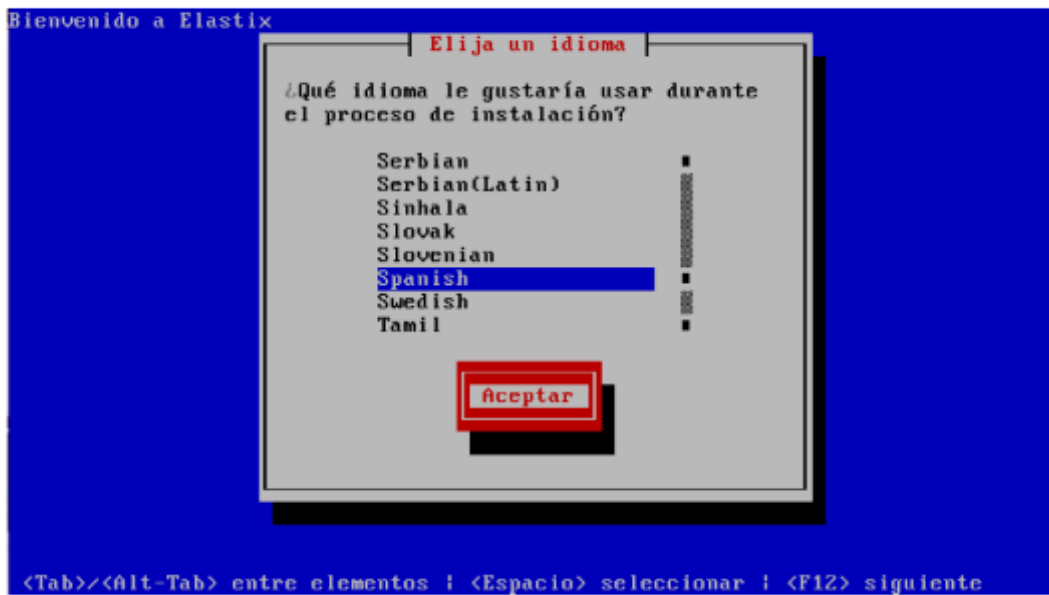 Bienvenido a Elastix
Elija un idioma
¿Qué idioma le gustaría usar durante
el proceso de instalación?
Serbian
Serbian(Latin)
Sinhala
Slovak
Slovenian
Spanish
Swedish
Tamil
Aceptar
<Tab>/<Alt-Tab> entre elementos | <Espacio> seleccionar | <F12> siguiente